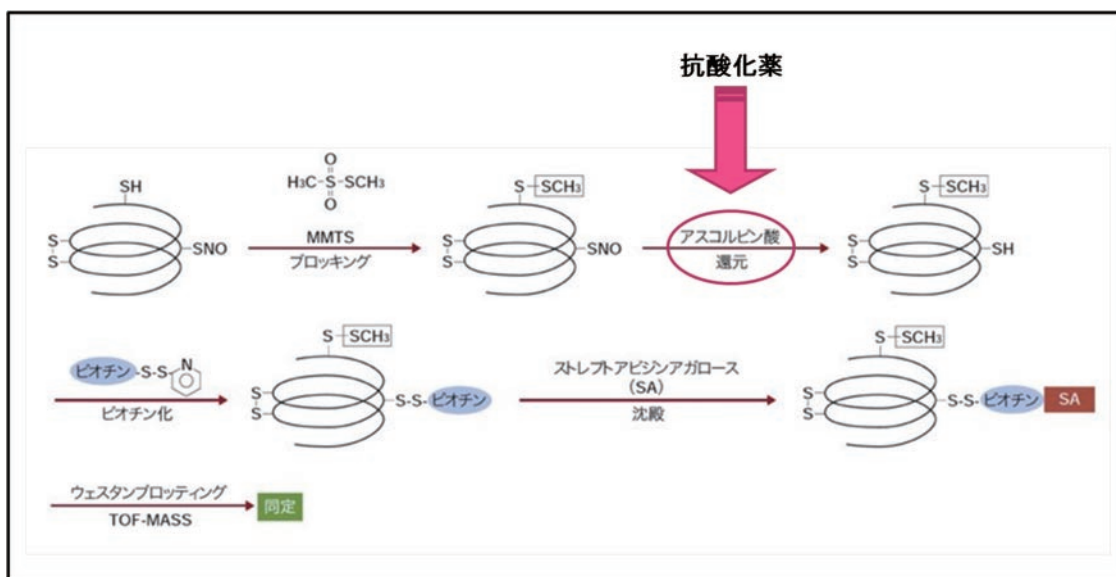 抗酸化薬
SH
S-S
SNO
O
H₃C-S-SCH₃
O
MMTS
ブロッキング
S-SCH₃
S-S
SNO
アスコルビン酸
還元
S-SCH₃
S-S
SH
ビオチン-S-S-N
ビオチン化
S-SCH₃
S-S
S-S-ビオチン
ストレプトアビジンアガロース
(SA)
沈殿
S-SCH₃
S-S
S-S-ビオチン SA
ウェスタンブロッティング
TOF-MASS
同定